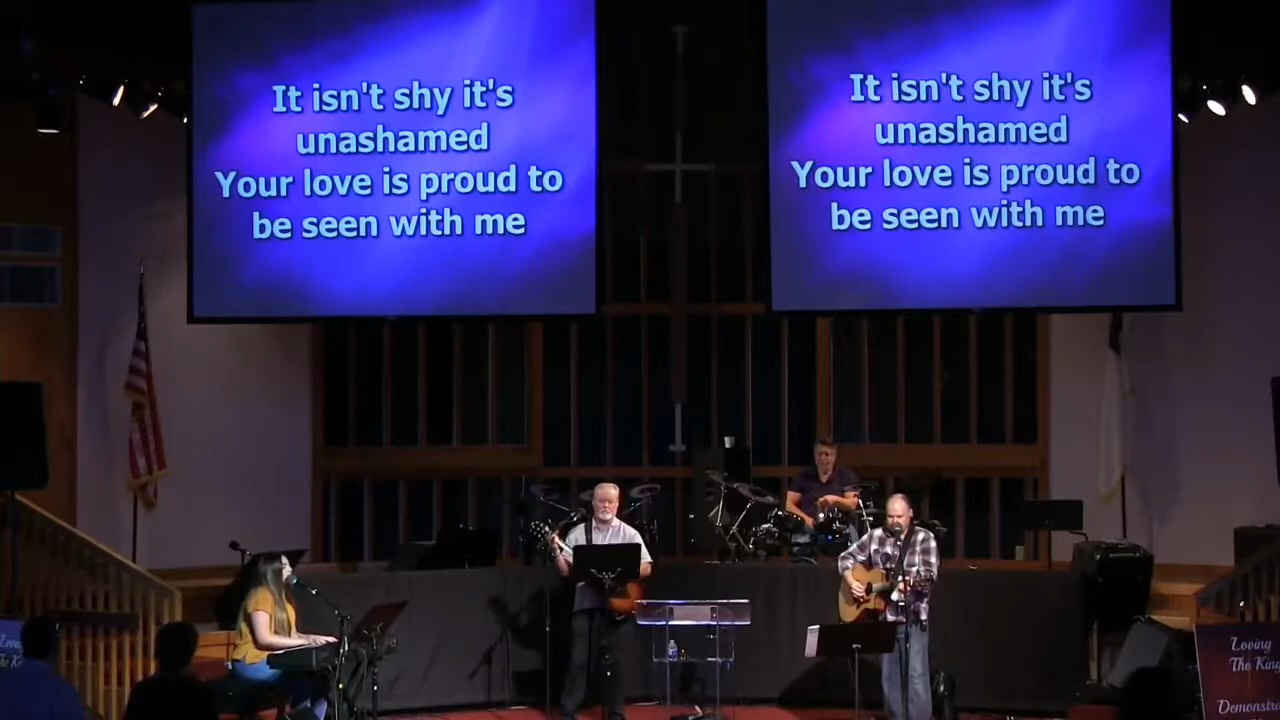 It isn't shy it's
unashamed
Your love is proud to
be seen with me
It isn't shy it's
unashamed
Your love is proud to
be seen with me
Loving
The King